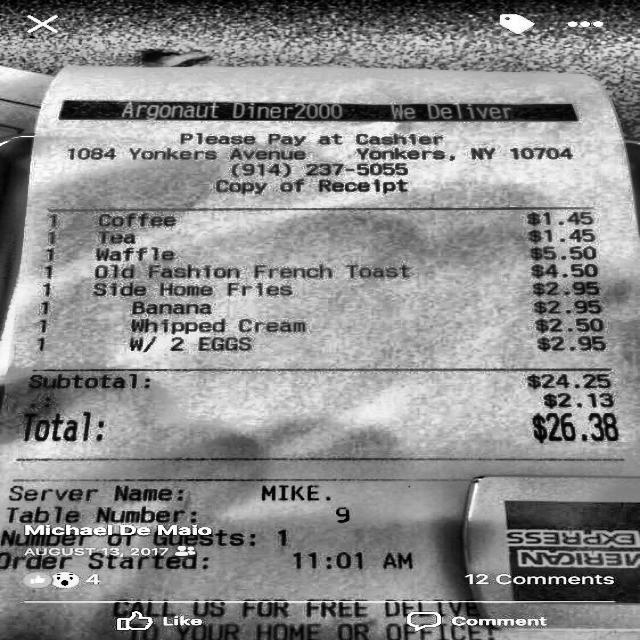 Argonaut Diner2000 We Deliver
Please Pay at Cashier
1084 Yonkers Avenue Yonkers, NY 10704
(914) 237-5055
Copy of Receipt
1 Coffee $1.45
1 Tea $1.45
1 Waffle $5.50
1 Old Fashion French Toast $4.50
1 Side Home Fries $2.95
1 Banana $2.95
1 Whipped Cream $2.50
1 W/ 2 EGGS $2.95
Subtotal: $24.25
$2.13
Total: $26.38
Server Name: MIKE.
Table Number: 9
Michael De Maio
Number of Guests: 1
AUGUST 13, 2017
Order Started: 11:01 AM
AMERICAN
EXPRESS
4 12 Comments
CALL US FOR FREE DELIVE
Like Comment
TO YOUR HOME OR OFFICE!